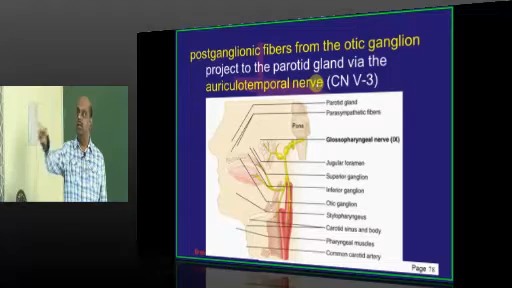 postganglionic fibers from the otic ganglion
project to the parotid gland via the
auriculotemporal nerve (CN V-3)
Parotid gland
Parasympathetic fibers
Pons
Glossopharyngeal nerve (IX)
Jugular foramen
Superior ganglion
Inferior ganglion
Otic ganglion
Stylopharyngeus
Carotid sinus and body
Pharyngeal muscles
Common carotid artery
Page 78